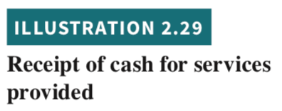 ILLUSTRATION 2.29
Receipt of cash for services
provided